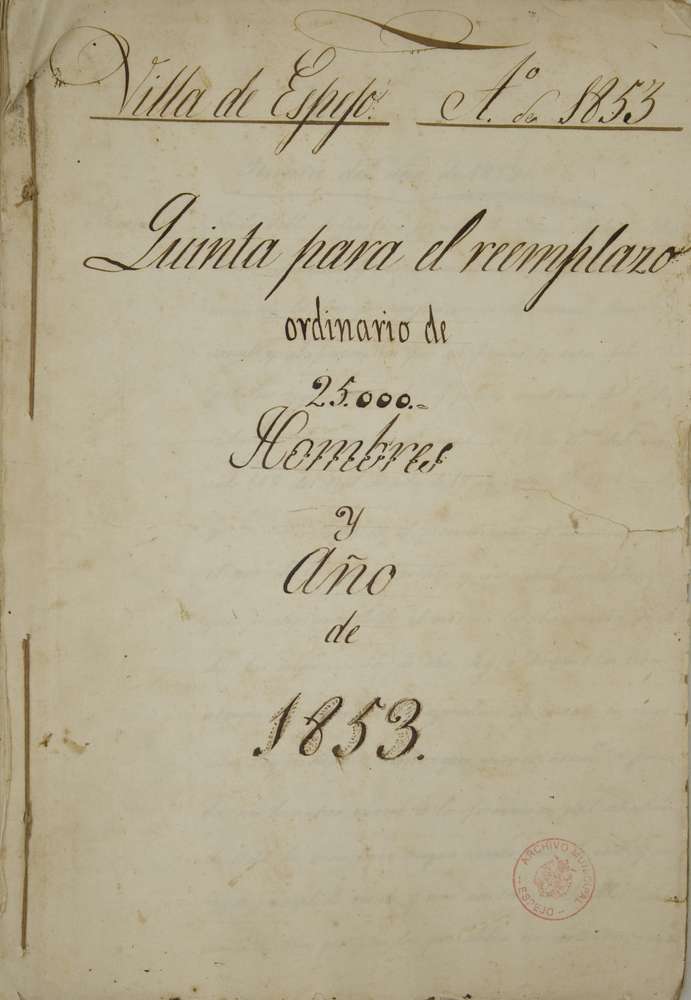 Villa de Espejo. A.º de 1853
Quinta para el reemplazo
ordinario de
25.000.=
Hombres
y
Año
de
1853.
ARCHIVO MUNICIPAL
- ESPEJO -